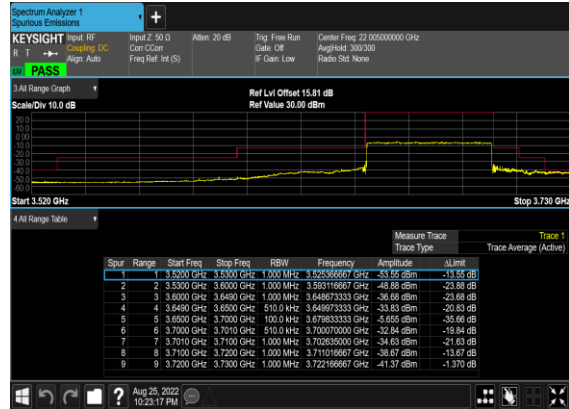 Spectrum Analyzer 1
Spurious Emissions
KEYSIGHT Input: RF Input Z: 50 Ω Atten: 20 dB Trig: Free Run Center Freq: 22.005000000 GHz
R T Coupling: DC Corr CCorr Gate: Off Avg|Hold: 300/300
Align: Auto Freq Ref: Int (S) IF Gain: Low Radio Std: None
PASS
3 All Range Graph
Ref Lvl Offset 15.81 dB
Scale/Div 10.0 dB Ref Value 30.00 dBm
20.0
10.0
0.00
-10.0
-20.0
-30.0
-40.0
-50.0
-60.0
Start 3.520 GHz Stop 3.730 GHz
4 All Range Table
Measure Trace Trace 1
Trace Type Trace Average (Active)
Spur Range Start Freq Stop Freq RBW Frequency Amplitude ΔLimit
1 1 3.5200 GHz 3.5300 GHz 1.000 MHz 3.525366667 GHz -53.55 dBm -13.55 dB
2 2 3.5300 GHz 3.6000 GHz 1.000 MHz 3.593116667 GHz -48.88 dBm -23.88 dB
3 3 3.6000 GHz 3.6490 GHz 1.000 MHz 3.648673333 GHz -36.68 dBm -23.68 dB
4 4 3.6490 GHz 3.6500 GHz 510.0 kHz 3.649973333 GHz -33.83 dBm -20.83 dB
5 5 3.6500 GHz 3.7000 GHz 100.0 kHz 3.679833333 GHz -5.655 dBm -35.66 dB
6 6 3.7000 GHz 3.7010 GHz 510.0 kHz 3.700070000 GHz -32.84 dBm -19.84 dB
7 7 3.7010 GHz 3.7100 GHz 1.000 MHz 3.702635000 GHz -34.63 dBm -21.63 dB
8 8 3.7100 GHz 3.7200 GHz 1.000 MHz 3.711016667 GHz -38.67 dBm -13.67 dB
9 9 3.7200 GHz 3.7300 GHz 1.000 MHz 3.722166667 GHz -41.37 dBm -1.370 dB
Aug 25, 2022
10:23:17 PM